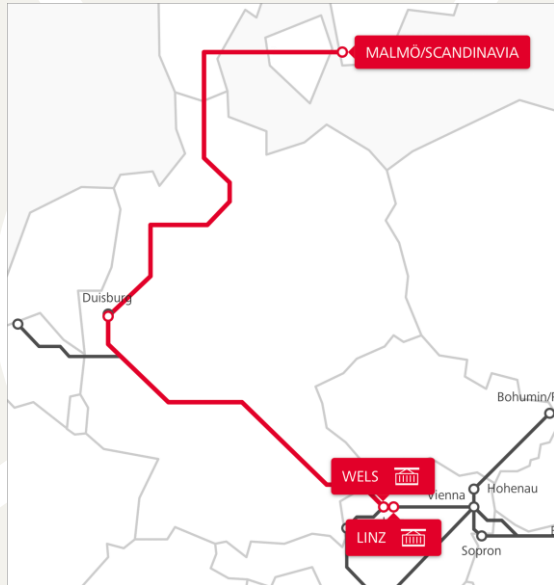 MALMÖ/SCANDINAVIA
Duisburg
Bohumin/
WELS
Vienna
Hohenau
LINZ
Sopron